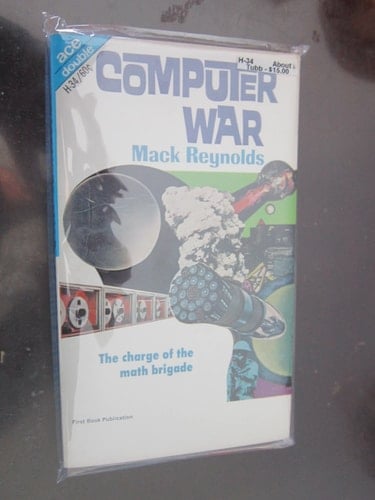 ace
double
H-34/60¢
H-34 About
Tubb - $15.00
COMPUTER
WAR
Mack Reynolds
The charge of the
math brigade
First Book Publication